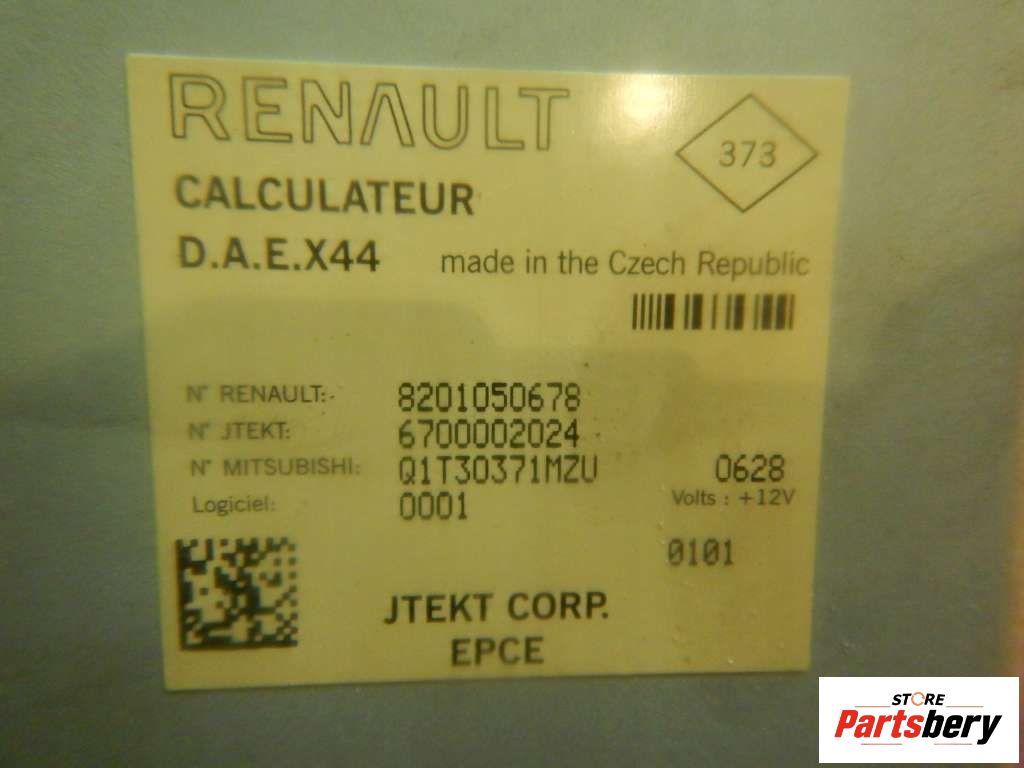 RENAULT
373
CALCULATEUR
D.A.E.X44 made in the Czech Republic
N° RENAULT: 8201050678
N° JTEKT: 6700002024
N° MITSUBISHI: Q1T30371MZU 0628
Logiciel: 0001 Volts : +12V
0101
JTEKT CORP.
EPCE
STORE
Partsbery